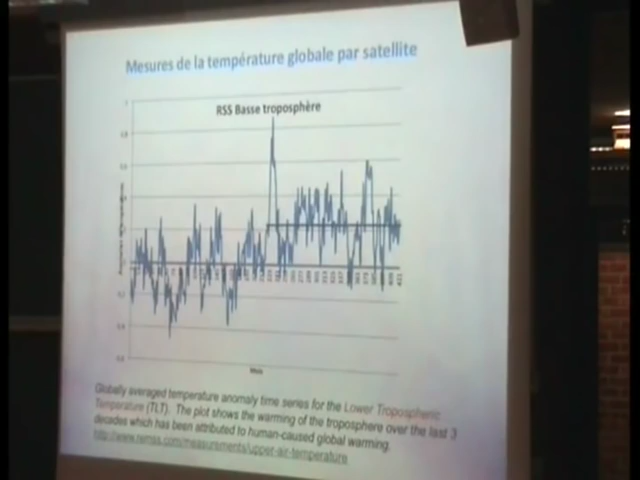 Mesures de la température globale par satellite
RSS Basse troposphère
Mois
Globally averaged temperature anomaly time series for the Lower Tropospheric
Temperature (TLT). The plot shows the warming of the troposphere over the last 3
decades which has been attributed to human-caused global warming.
http://www.remss.com/measurements/upper-air-temperature